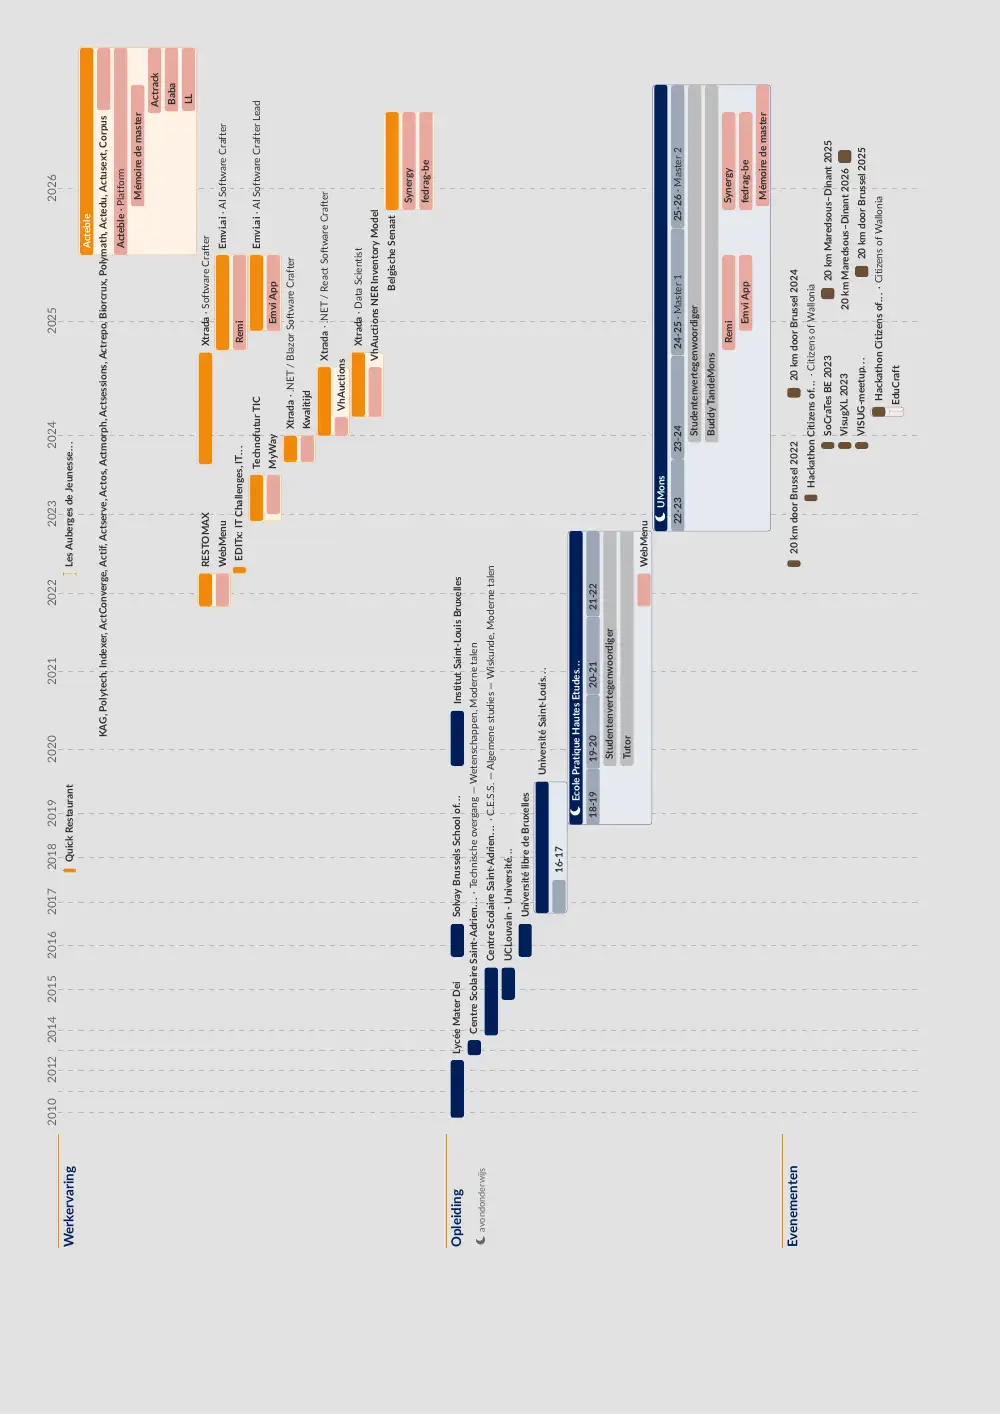 2010
2012
2014
2015
2016
2017
2018
2019
2020
2021
2022
2023
2024
2025
2026
Werkervaring
Quick Restaurant
Les Auberges de Jeunesse...
Acteble
KAG, Polytech, Indexer, ActConverge, Actif, Actserve, Actos, Actmorph, Actsessions, Actrepo, Biorcrux, Polymath, Actedu, Actusext, Corpus
Acteble · Platform
Mémoire de master
Actrack
Baba
LL
RESTOMAX
Xtrada · Software Crafter
WebMenu
Emviai · AI Software Crafter
EDITx: IT Challenges, IT...
Remi
Technofutur TIC
Emviai · AI Software Crafter Lead
MyWay
Emvi App
Xtrada · .NET / Blazor Software Crafter
Kwalitijd
Xtrada · .NET / React Software Crafter
VhAuctions
Xtrada · Data Scientist
VhAuctions NER Inventory Model
Belgische Senaat
Synergy
fedrag-be
Opleiding
avondonderwijs
Lycée Mater Dei
Solvay Brussels School of...
Institut Saint-Louis Bruxelles
Centre Scolaire Saint-Adrien... · Technische overgang — Wetenschappen, Moderne talen
Centre Scolaire Saint-Adrien... · C.E.S.S. — Algemene studies — Wiskunde, Moderne talen
UCLouvain - Université...
Université libre de Bruxelles
Université Saint-Louis...
16-17
Ecole Pratique Hautes Etudes...
18-19
19-20
20-21
21-22
Studentenvertegenwoordiger
Tutor
WebMenu
UMons
22-23
23-24
24-25 · Master 1
25-26 · Master 2
Studentenvertegenwoordiger
Buddy TandeMons
Remi
Synergy
Emvi App
fedrag-be
Mémoire de master
Evenementen
20 km door Brussel 2022
20 km door Brussel 2024
Hackathon Citizens of... · Citizens of Wallonia
SoCraTes BE 2023
20 km Maredsous–Dinant 2025
VisugXL 2023
20 km Maredsous–Dinant 2026
VISUG-meetup...
20 km door Brussel 2025
Hackathon Citizens of... · Citizens of Wallonia
EduCraft